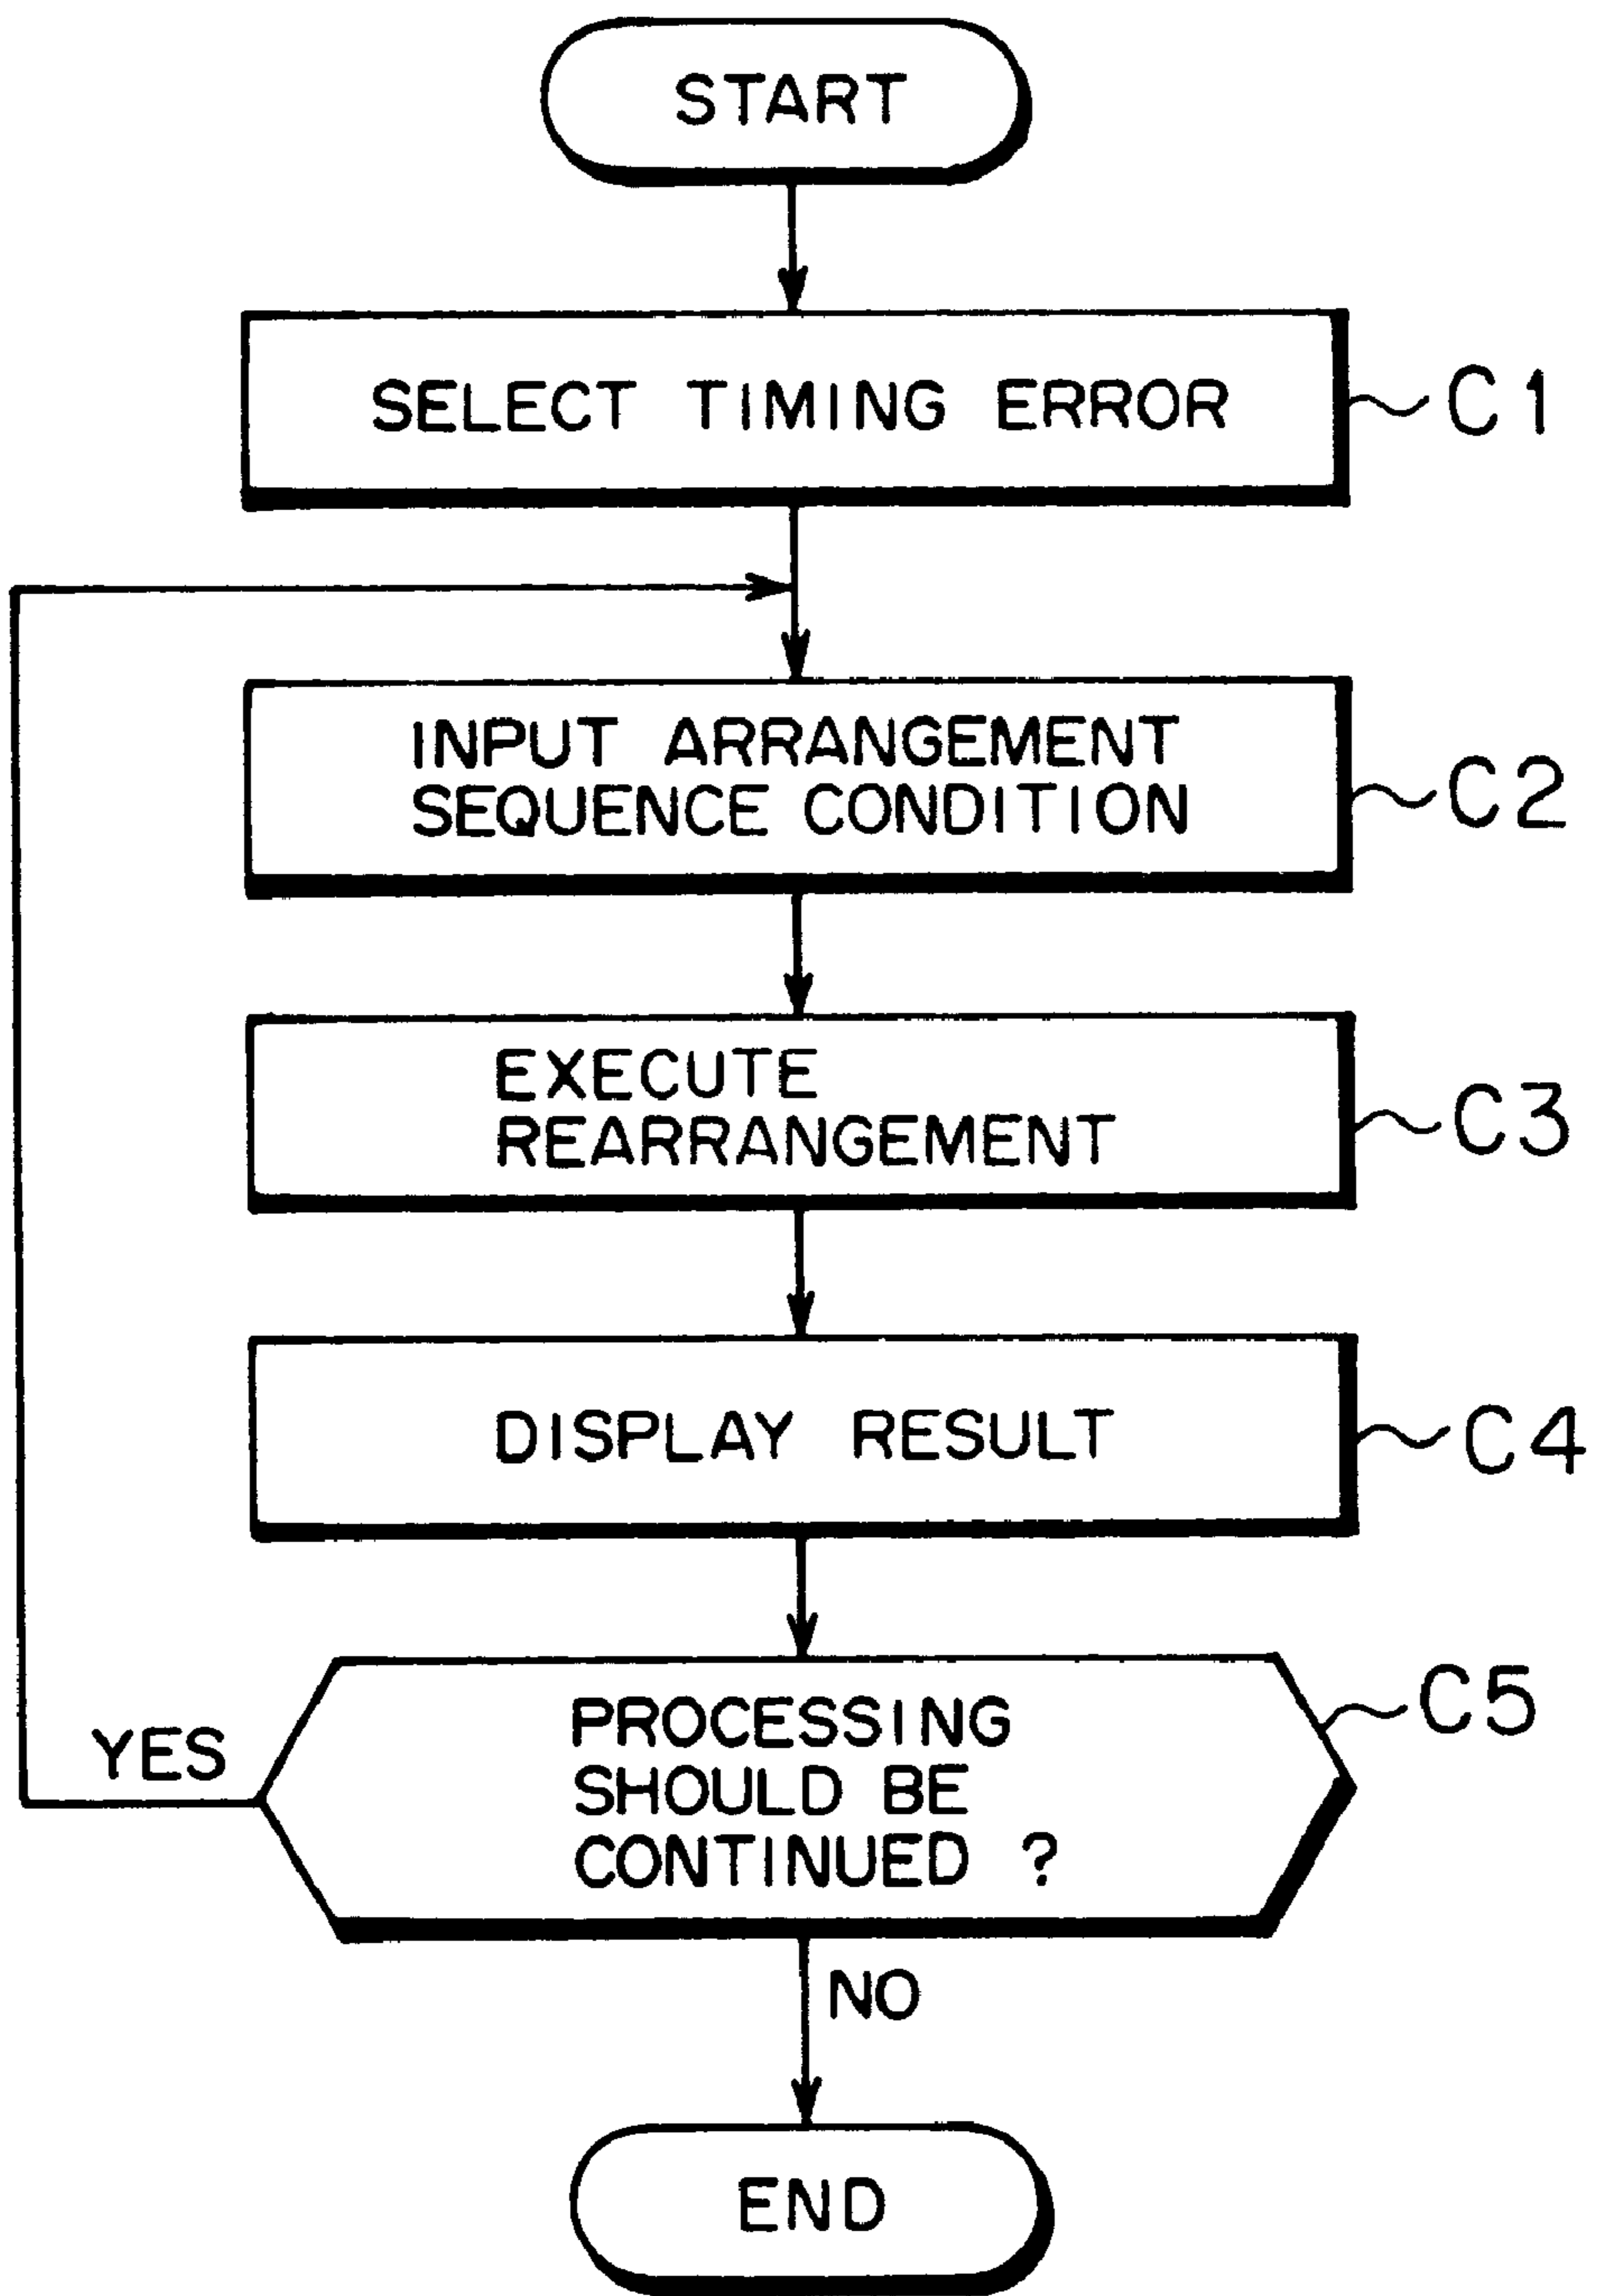 START
SELECT TIMING ERROR
C1
INPUT ARRANGEMENT
SEQUENCE CONDITION
C2
EXECUTE
REARRANGEMENT
C3
DISPLAY RESULT
C4
PROCESSING
SHOULD BE
CONTINUED ?
C5
YES
NO
END